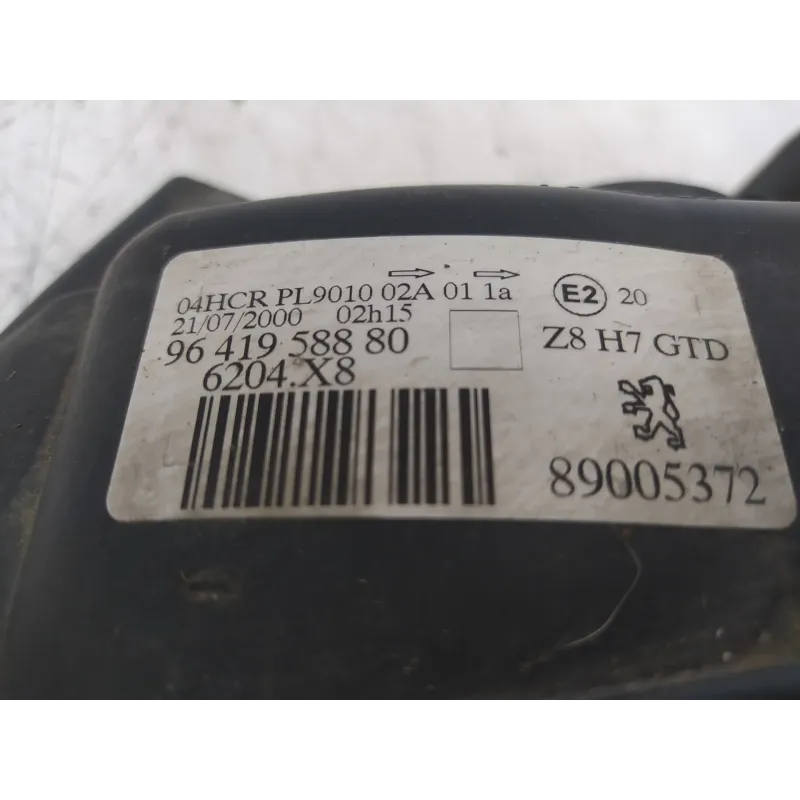 04HCR PL9010 02A 01 1a
21/07/2000 02h15
96 419 588 80
6204.X8
E2 20
Z8 H7 GTD
89005372